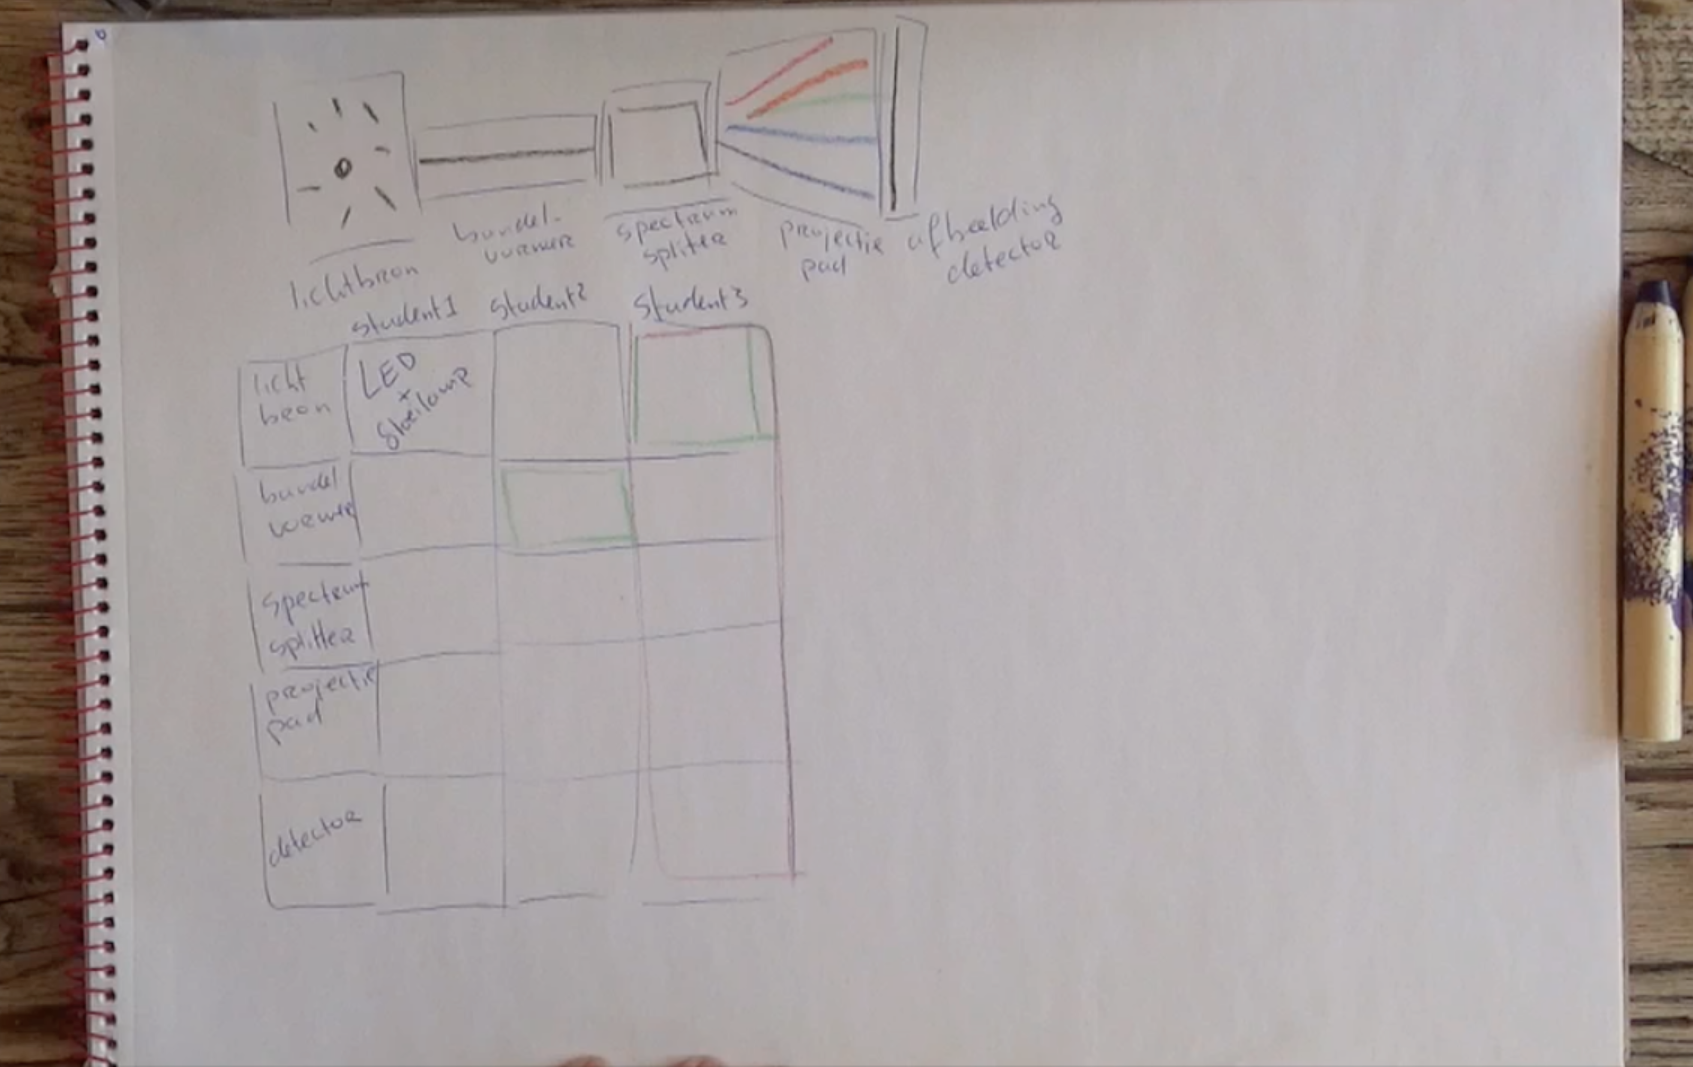 lichtbron
bundel-
vormer
spectrum
spliter
projectie
pad
afbeelding
detector
student1
student2
student3
licht
bron
LED
+
Gloeilamp
bundel
vormer
spectrum
splitter
projectie
pad
detector